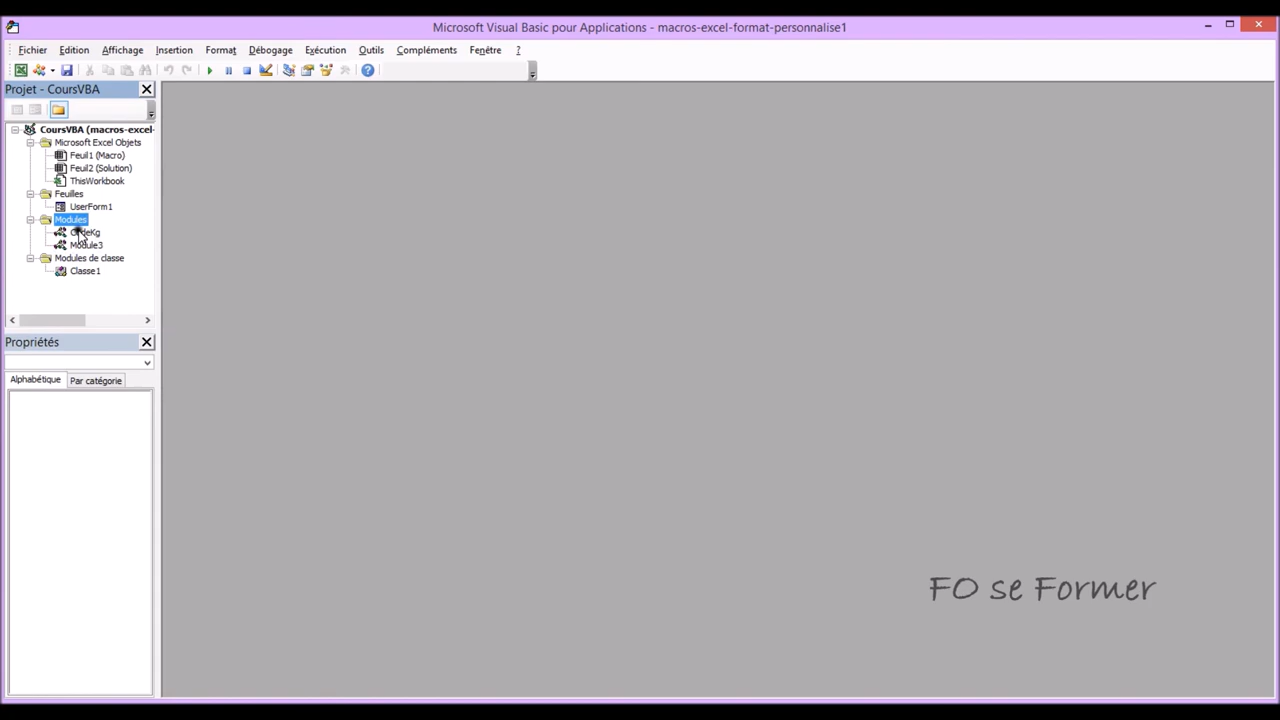 Microsoft Visual Basic pour Applications - macros-excel-format-personnalise1
Fichier Edition Affichage Insertion Format Débogage Exécution Outils Compléments Fenêtre ?
Projet - CoursVBA
CoursVBA (macros-excel-
Microsoft Excel Objets
Feuil1 (Macro)
Feuil2 (Solution)
ThisWorkbook
Feuilles
UserForm1
Modules
Module3
Modules de classe
Classe1
Propriétés
Alphabétique Par catégorie
FO se Former